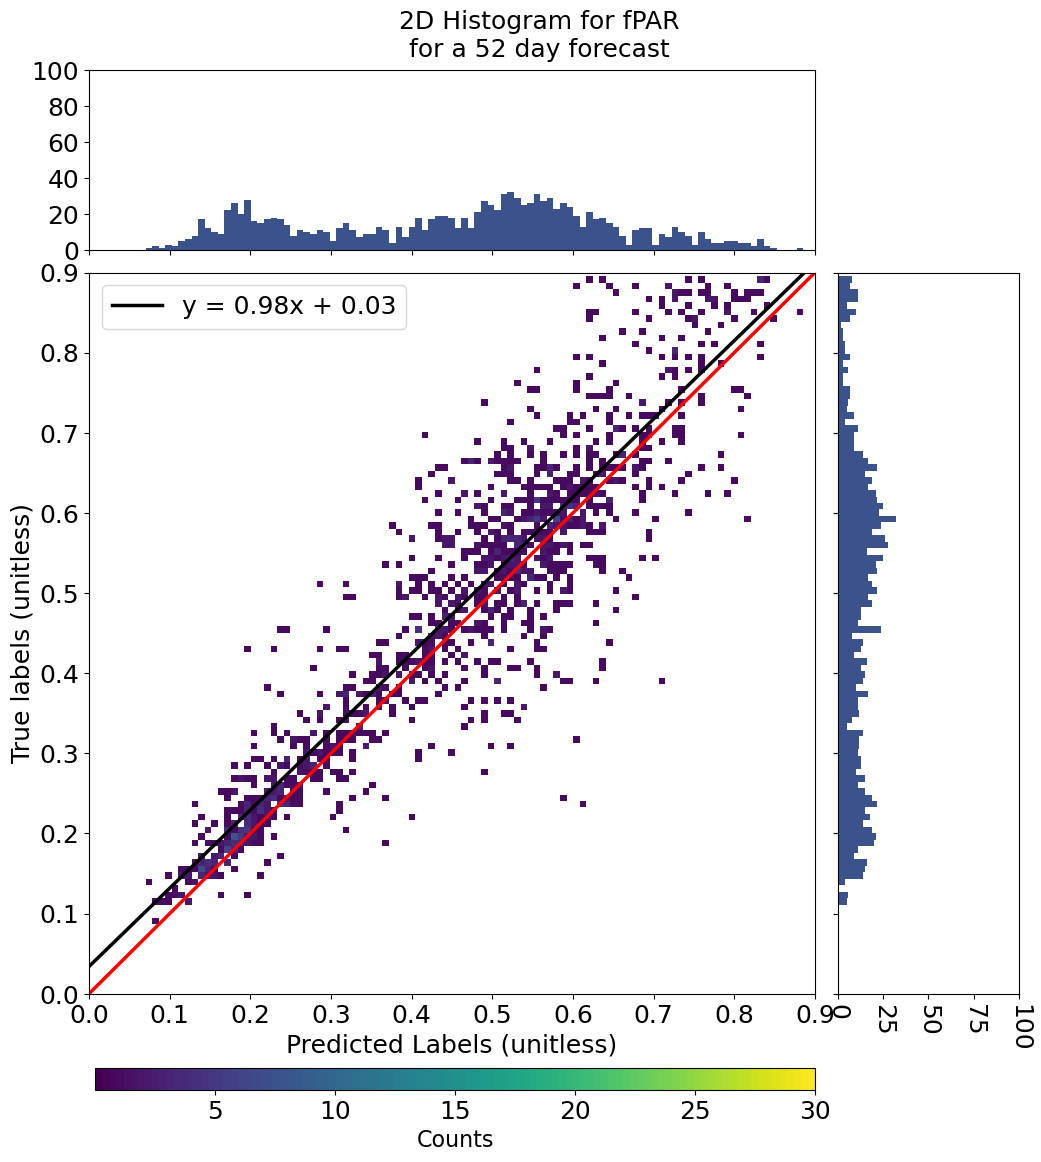 2D Histogram for fPAR
for a 52 day forecast
100
80
60
40
20
0
0.9
0.8
0.7
0.6
0.5
0.4
0.3
0.2
0.1
0.0
y = 0.98x + 0.03
True labels (unitless)
0.0 0.1 0.2 0.3 0.4 0.5 0.6 0.7 0.8 0.9
Predicted Labels (unitless)
0 25 50 75 100
5 10 15 20 25 30
Counts